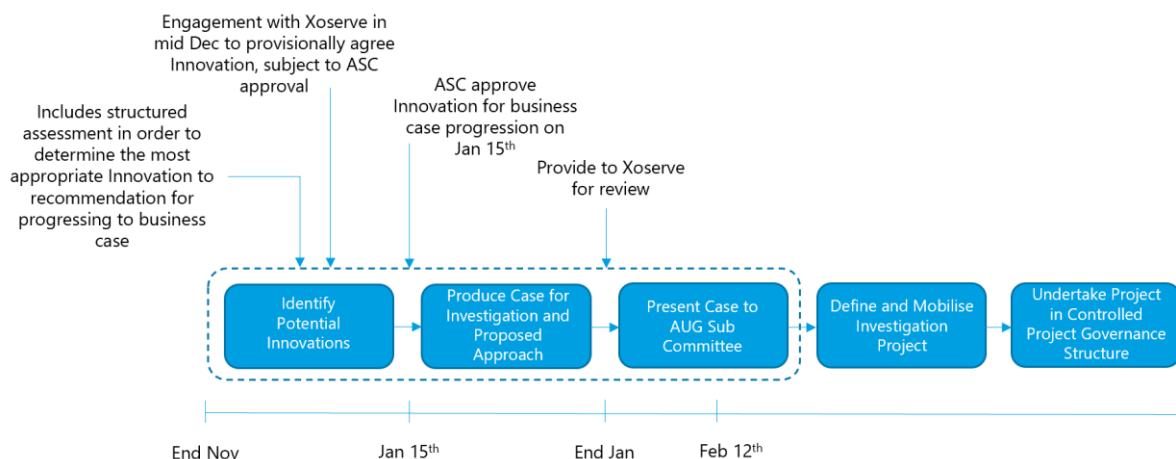 Engagement with Xoserve in
mid Dec to provisionally agree
Innovation, subject to ASC
approval
ASC approve
Innovation for business
case progression on
Jan 15th
Includes structured
assessment in order to
determine the most
appropriate Innovation to
recommendation for
progressing to business
case
Provide to Xoserve
for review
Identify
Potential
Innovations
Produce Case for
Investigation and
Proposed
Approach
Present Case to
AUG Sub
Committee
Define and Mobilise
Investigation
Project
Undertake Project
in Controlled
Project Governance
Structure
End Nov
Jan 15th
End Jan
Feb 12th